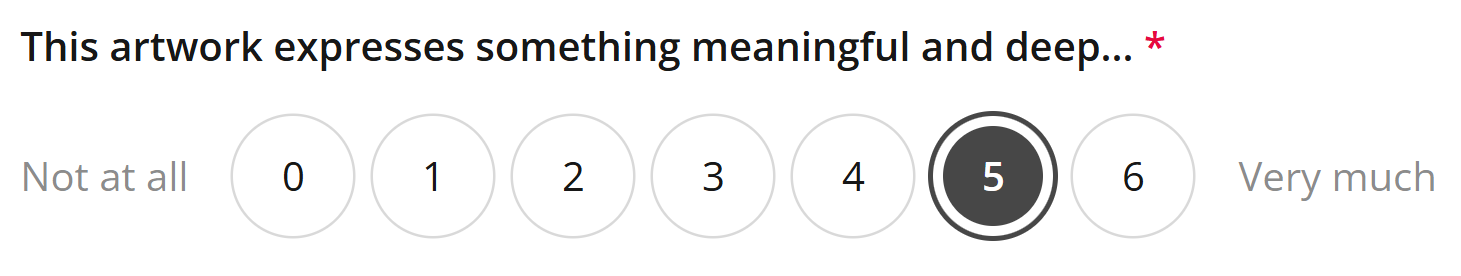 This artwork expresses something meaningful and deep... *
Not at all 0 1 2 3 4 5 6 Very much